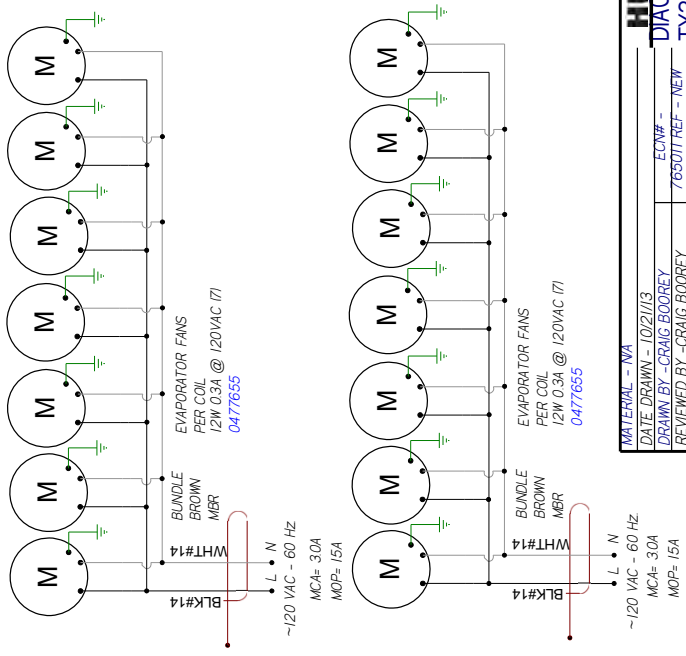 M
M
M
M
M
M
M
EVAPORATOR FANS
PER COIL
12W 0.3A @ 120VAC (7)
0477655
BUNDLE
BROWN
MBR
BLK#14
WHT#14
L N
~120 VAC - 60 Hz
MCA= 3.0A
MOP= 15A
M
M
M
M
M
M
M
EVAPORATOR FANS
PER COIL
12W 0.3A @ 120VAC (7)
0477655
BUNDLE
BROWN
MBR
BLK#14
WHT#14
L N
~120 VAC - 60 Hz.
MCA= 3.0A
MOP= 15A
MATERIAL - N/A
DATE DRAWN - 10/21/13
DRAWN BY -CRAIG BOOREY
ECN# -
REVIEWED BY -CRAIG BOOREY
765011 REF - NEW